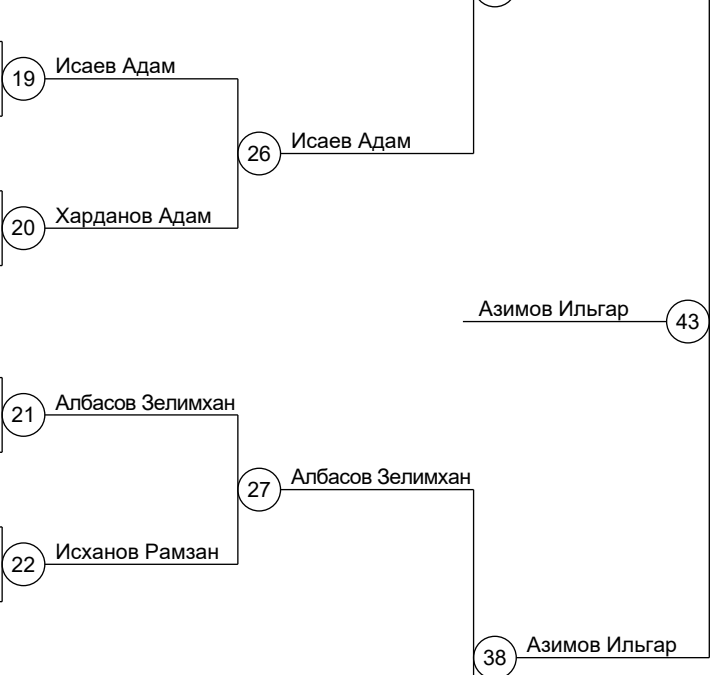 19 Исаев Адам
26 Исаев Адам
20 Харданов Адам
Азимов Ильгар 43
21 Албасов Зелимхан
27 Албасов Зелимхан
22 Исханов Рамзан
38 Азимов Ильгар